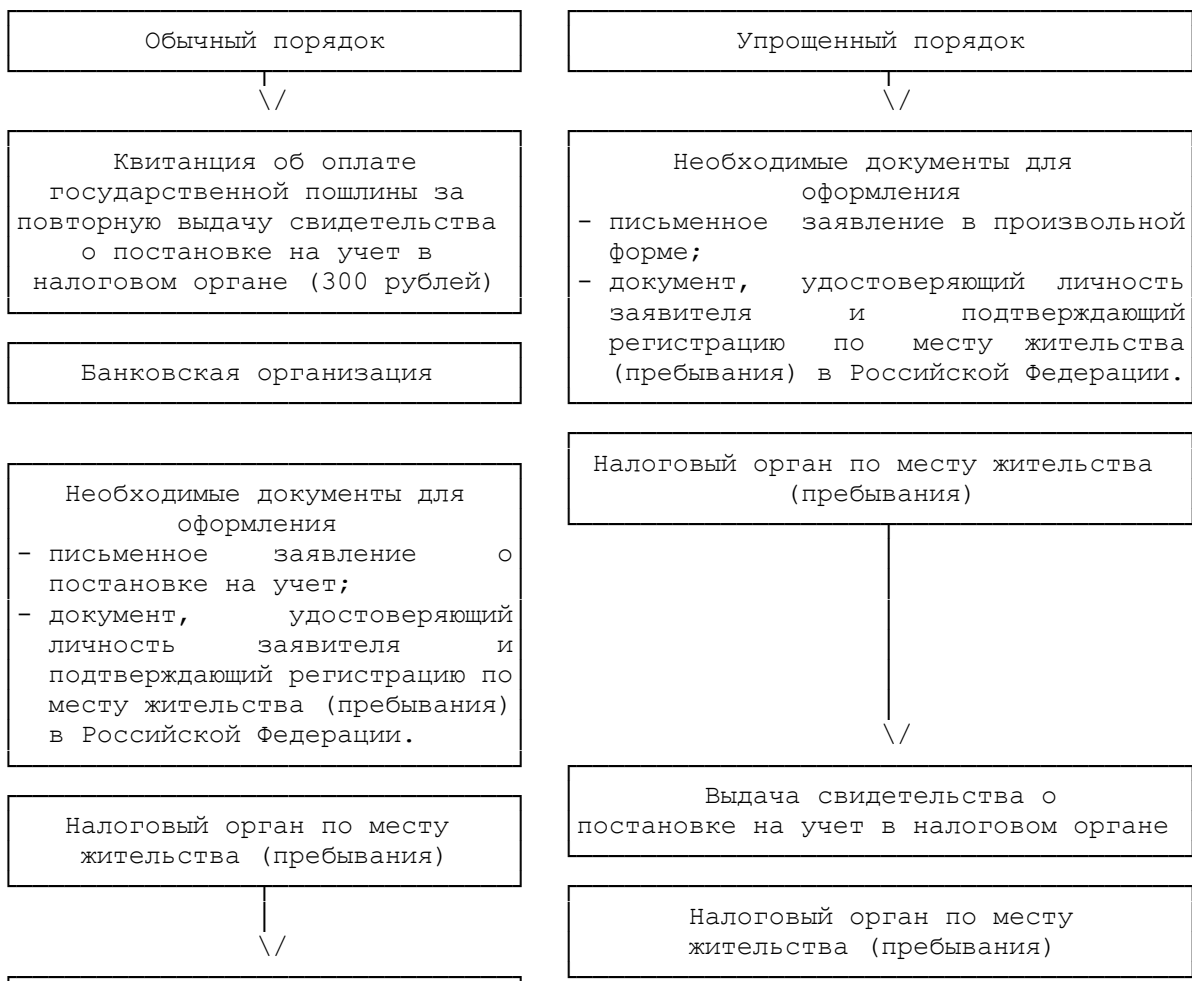 Обычный порядок
Квитанция об оплате
государственной пошлины за
повторную выдачу свидетельства
о постановке на учет в
налоговом органе (300 рублей)
Банковская организация
Необходимые документы для
оформления
- письменное заявление о
постановке на учет;
- документ, удостоверяющий
личность заявителя и
подтверждающий регистрацию по
месту жительства (пребывания)
в Российской Федерации.
Налоговый орган по месту
жительства (пребывания)
Упрощенный порядок
Необходимые документы для
оформления
- письменное заявление в произвольной
форме;
- документ, удостоверяющий личность
заявителя и подтверждающий
регистрацию по месту жительства
(пребывания) в Российской Федерации.
Налоговый орган по месту жительства
(пребывания)
Выдача свидетельства о
постановке на учет в налоговом органе
Налоговый орган по месту
жительства (пребывания)